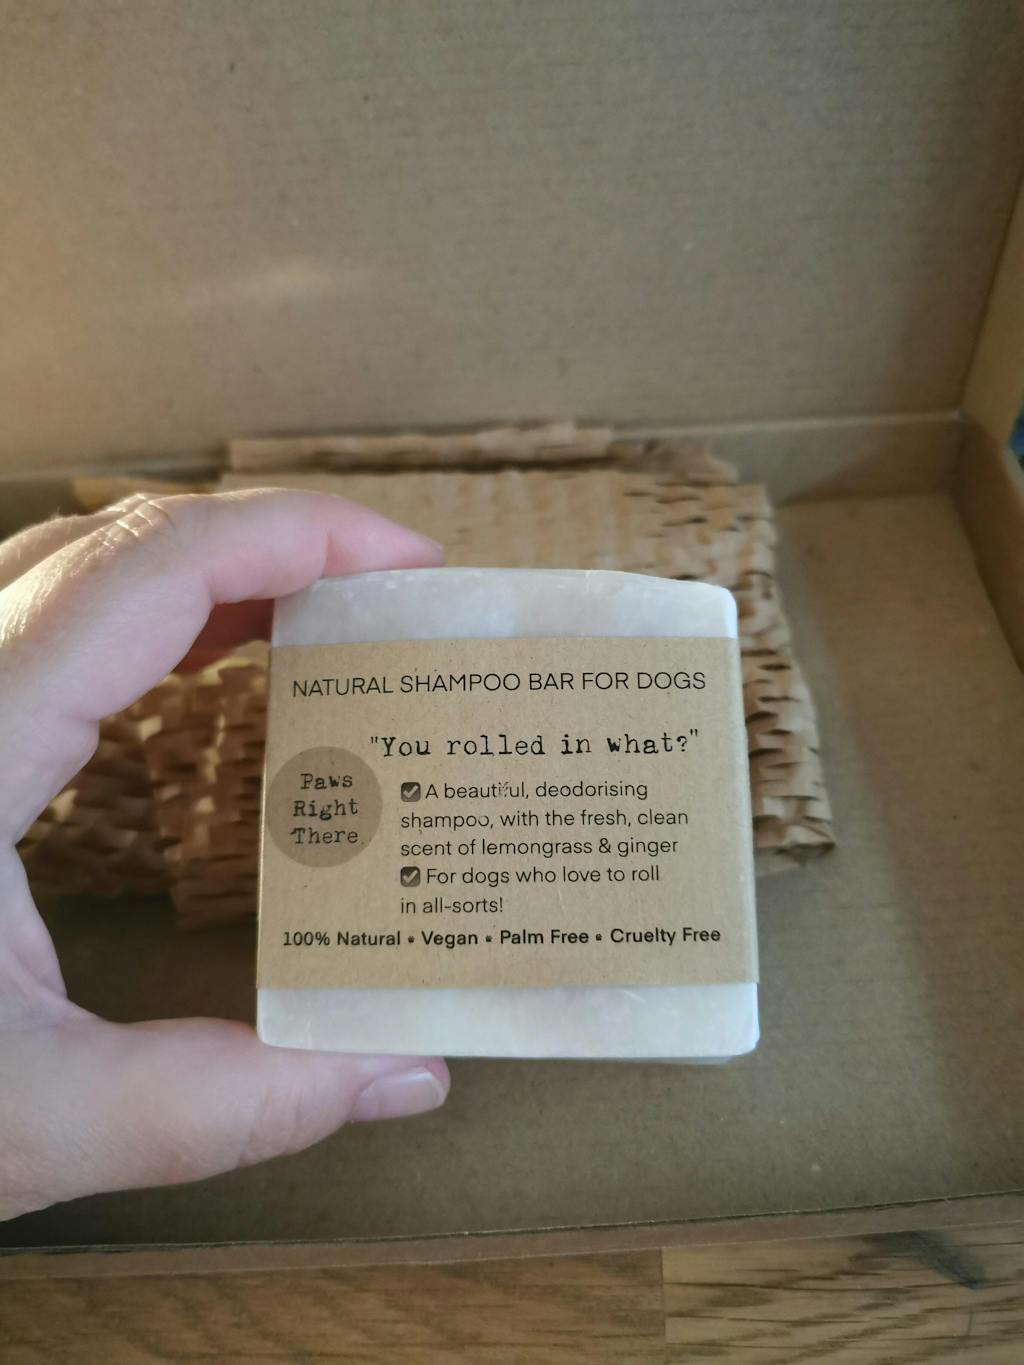 NATURAL SHAMPOO BAR FOR DOGS
"You rolled in what?"
Paws
Right
There
☑ A beautiful, deodorising
shampoo, with the fresh, clean
scent of lemongrass & ginger
☑ For dogs who love to roll
in all-sorts!
100% Natural • Vegan • Palm Free • Cruelty Free